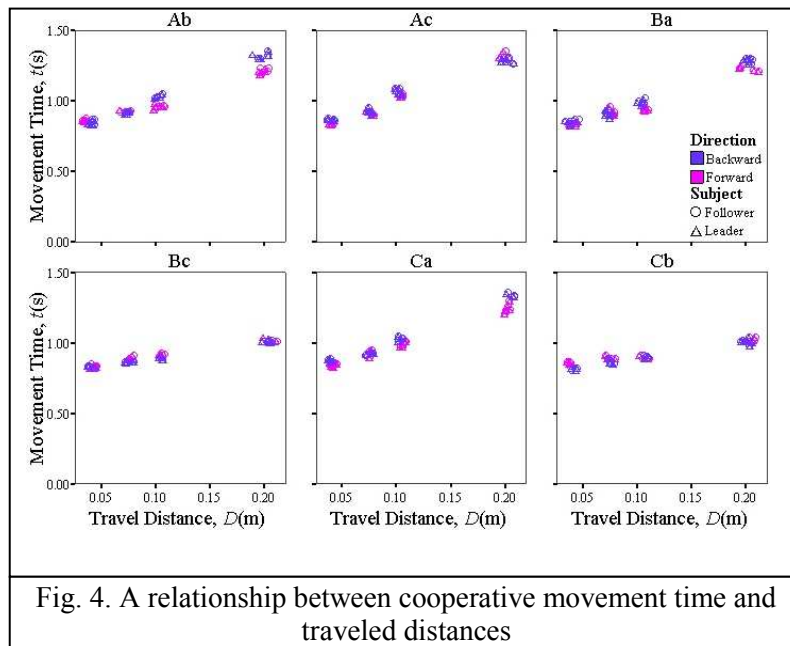 Ab Ac Ba
Movement Time, t(s)
1.50
1.00
0.50
0.00
Direction
Backward
Forward
Subject
Follower
Leader
Bc Ca Cb
Movement Time, t(s)
1.50
1.00
0.50
0.00
0.05 0.10 0.15 0.20 0.05 0.10 0.15 0.20 0.05 0.10 0.15 0.20
Travel Distance, D(m) Travel Distance, D(m) Travel Distance, D(m)
Fig. 4. A relationship between cooperative movement time and
traveled distances